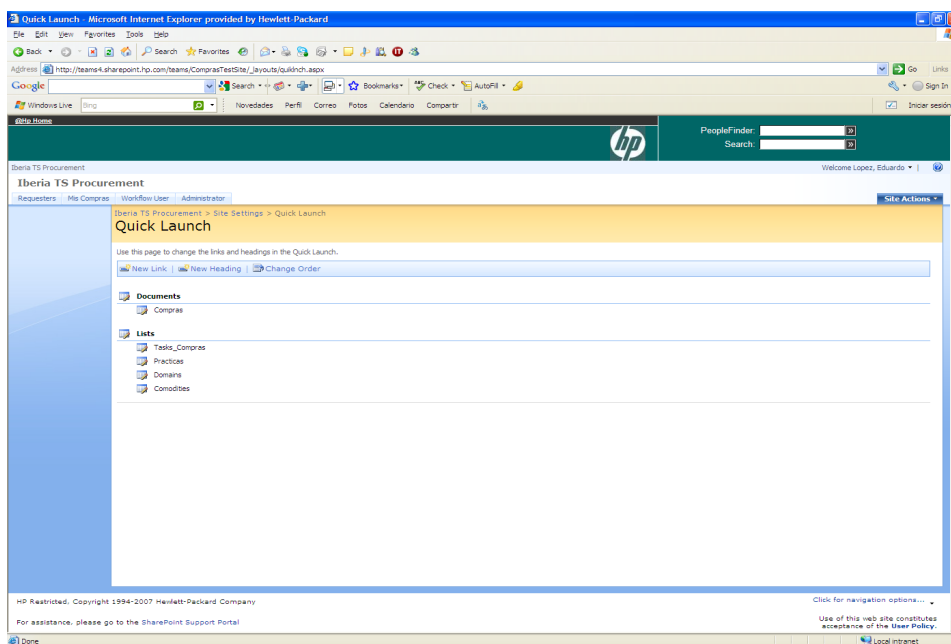 Quick Launch - Microsoft Internet Explorer provided by Hewlett-Packard
File Edit View Favorites Tools Help
Back Search Favorites
Address http://teams4.sharepoint.hp.com/teams/ComprasTestSite/_layouts/quiklnch.aspx Go Links
Google Search Bookmarks Check AutoFill Sign In
Windows Live Bing Novedades Perfil Correo Fotos Calendario Compartir Iniciar sesión
@Hp Home
hp
PeopleFinder:
Search:
Iberia TS Procurement Welcome Lopez, Eduardo
Iberia TS Procurement
Requesters Mis Compras Workflow User Administrator Site Actions
Iberia TS Procurement > Site Settings > Quick Launch
Quick Launch
Use this page to change the links and headings in the Quick Launch.
New Link | New Heading | Change Order
Documents
Compras
Lists
Tasks_Compras
Practicas
Domains
Comodities
HP Restricted. Copyright 1994-2007 Hewlett-Packard Company Click for navigation options...
For assistance, please go to the SharePoint Support Portal Use of this web site constitutes
acceptance of the User Policy.
Done Local intranet